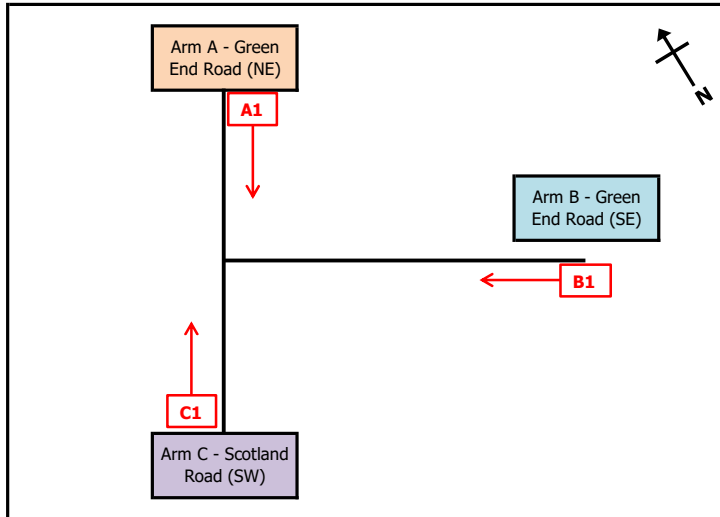 Arm A - Green
End Road (NE)
A1
N
Arm B - Green
End Road (SE)
B1
C1
Arm C - Scotland
Road (SW)